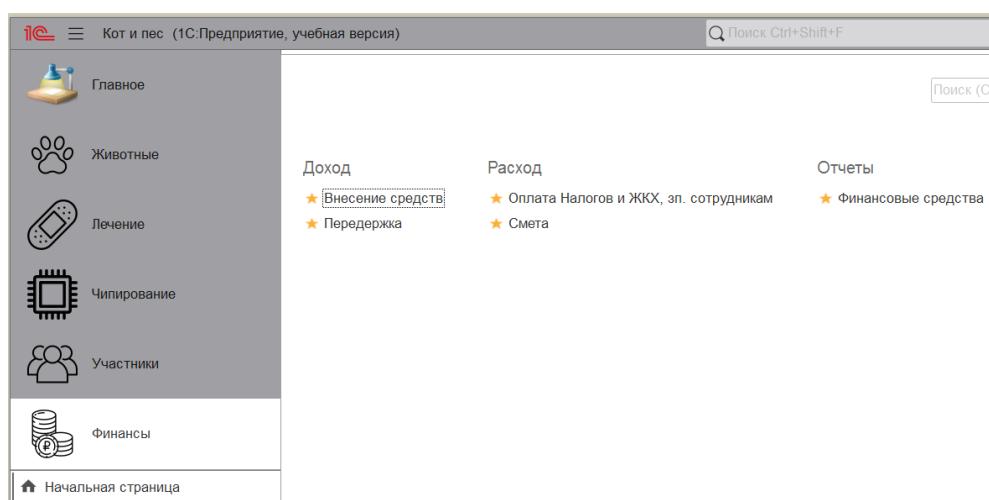 1С Кот и пес (1С:Предприятие, учебная версия) Поиск Ctrl+Shift+F
Главное
Поиск (C
Животные
Доход Расход Отчеты
Внесение средств Оплата Налогов и ЖКХ, зп. сотрудникам Финансовые средства
Передержка Смета
Лечение
Чипирование
Участники
Финансы
Начальная страница